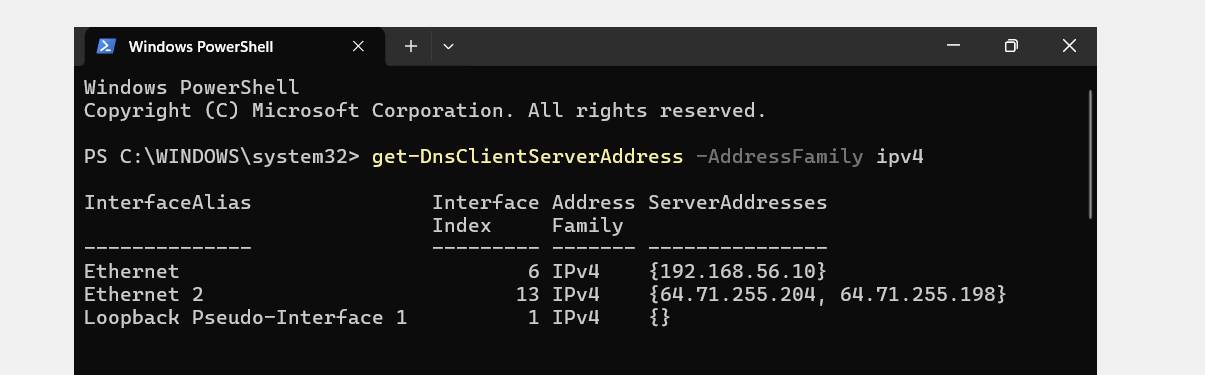 Windows PowerShell
Windows PowerShell
Copyright (C) Microsoft Corporation. All rights reserved.
PS C:\WINDOWS\system32> get-DnsClientServerAddress -AddressFamily ipv4
InterfaceAlias                   Interface Address ServerAddresses
                                 Index     Family
--------------                   --------- ------- ---------------
Ethernet                                 6 IPv4    {192.168.56.10}
Ethernet 2                              13 IPv4    {64.71.255.204, 64.71.255.198}
Loopback Pseudo-Interface 1              1 IPv4    {}